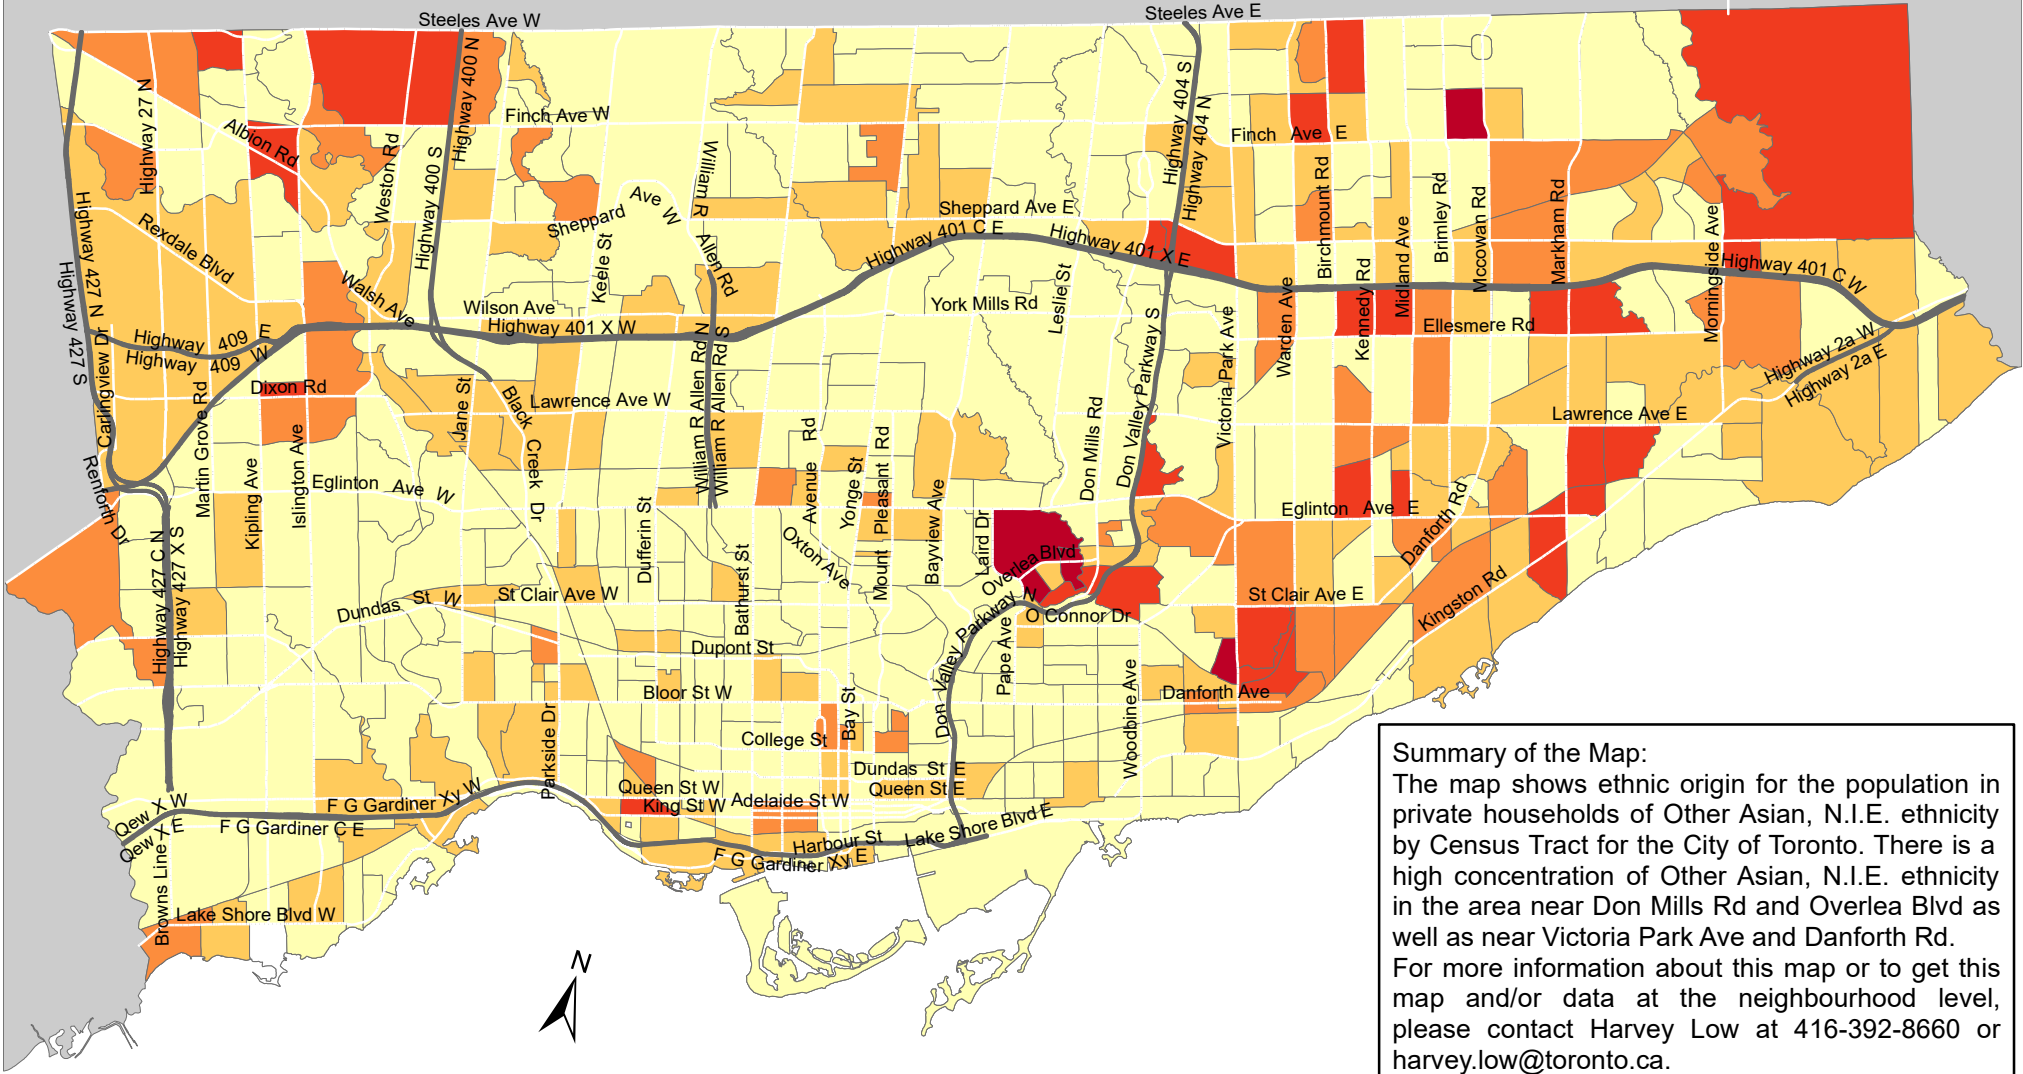 Steeles Ave W
Steeles Ave E
Highway 27 N
Highway 400 N
Finch Ave W
Albion Rd
Weston Rd
Highway 400 S
William R
Highway 404 S
Highway 404 N
Finch Ave E
Highway 427 N
Rexdale Blvd
Sheppard Ave W
Keele St
Allen Rd
Sheppard Ave E
Highway 401 C E
Highway 401 X E
Birchmount Rd
Midland Ave
Brimley Rd
Mccowan Rd
Markham Rd
Morningside Ave
Highway 401 C W
Highway 427 S
Walsh Ave
Wilson Ave
Highway 401 X W
York Mills Rd
Leslie St
Kennedy Rd
Ellesmere Rd
Highway 409 E
Highway 409 W
Carlingview Dr
Dixon Rd
Martin Grove Rd
Jane St
Black Creek Dr
Lawrence Ave W
William R Allen Rd N
William R Allen Rd S
Avenue Rd
Yonge St
Mount Pleasant Rd
Bayview Ave
Don Mills Rd
Don Valley Parkway S
Victoria Park Ave
Warden Ave
Highway 2a W
Highway 2a E
Lawrence Ave E
Renforth Dr
Kipling Ave
Islington Ave
Eglinton Ave W
Dufferin St
Bathurst St
Oxton Ave
Laird Dr
Overlea Blvd
Eglinton Ave E
Danforth Rd
Highway 427 C N
Highway 427 X S
Dundas St W
St Clair Ave W
Don Valley Parkway N
O Connor Dr
Pape Ave
St Clair Ave E
Kingston Rd
Dupont St
Bloor St W
Bay St
Woodbine Ave
Danforth Ave
Parkside Dr
College St
Dundas St E
Queen St E
Queen St W
King St W
Adelaide St W
Qew X W
Qew X E
F G Gardiner Xy W
F G Gardiner C E
Harbour St
Lake Shore Blvd E
F G Gardiner Xy E
Browns Line
Lake Shore Blvd W
N
Summary of the Map:
The map shows ethnic origin for the population in
private households of Other Asian, N.I.E. ethnicity
by Census Tract for the City of Toronto. There is a
high concentration of Other Asian, N.I.E. ethnicity
in the area near Don Mills Rd and Overlea Blvd as
well as near Victoria Park Ave and Danforth Rd.
For more information about this map or to get this
map and/or data at the neighbourhood level,
please contact Harvey Low at 416-392-8660 or
harvey.low@toronto.ca.